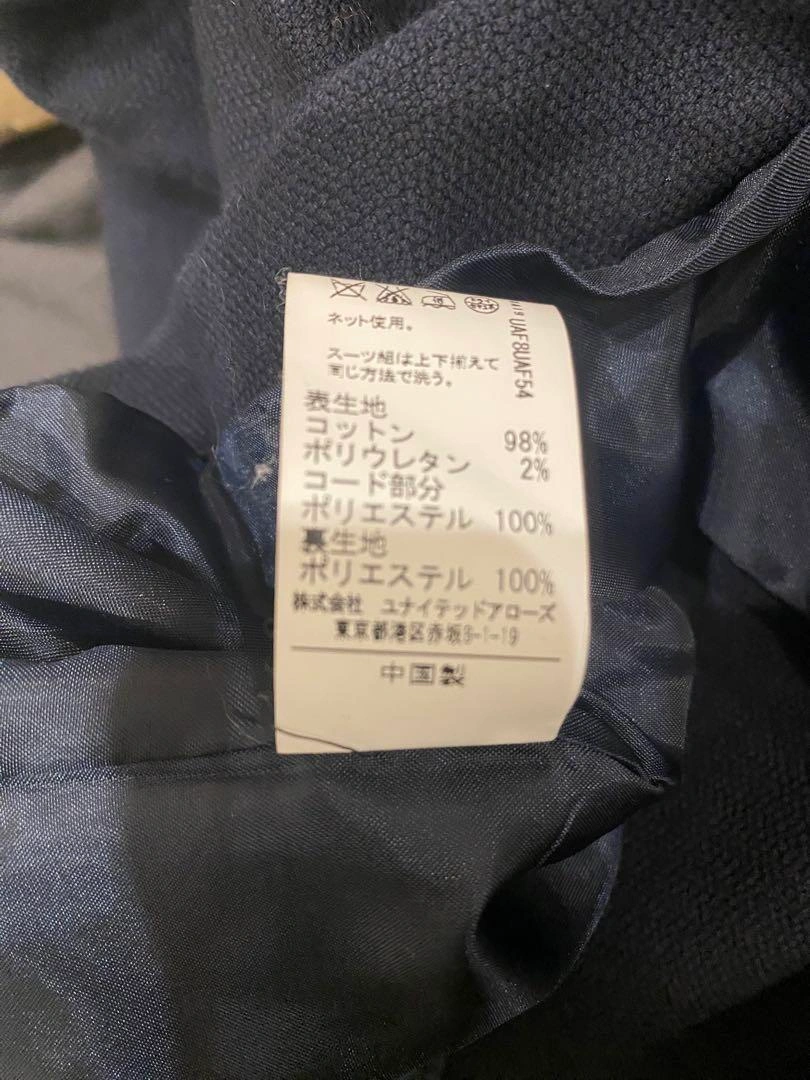 UAF8UAF54
ネット使用。
スーツ組は上下揃えて
同じ方法で洗う。
表生地
コットン 98%
ポリウレタン 2%
コード部分
ポリエステル 100%
裏生地
ポリエステル 100%
株式会社 ユナイテッドアローズ
東京都港区赤坂8-1-19
中国製